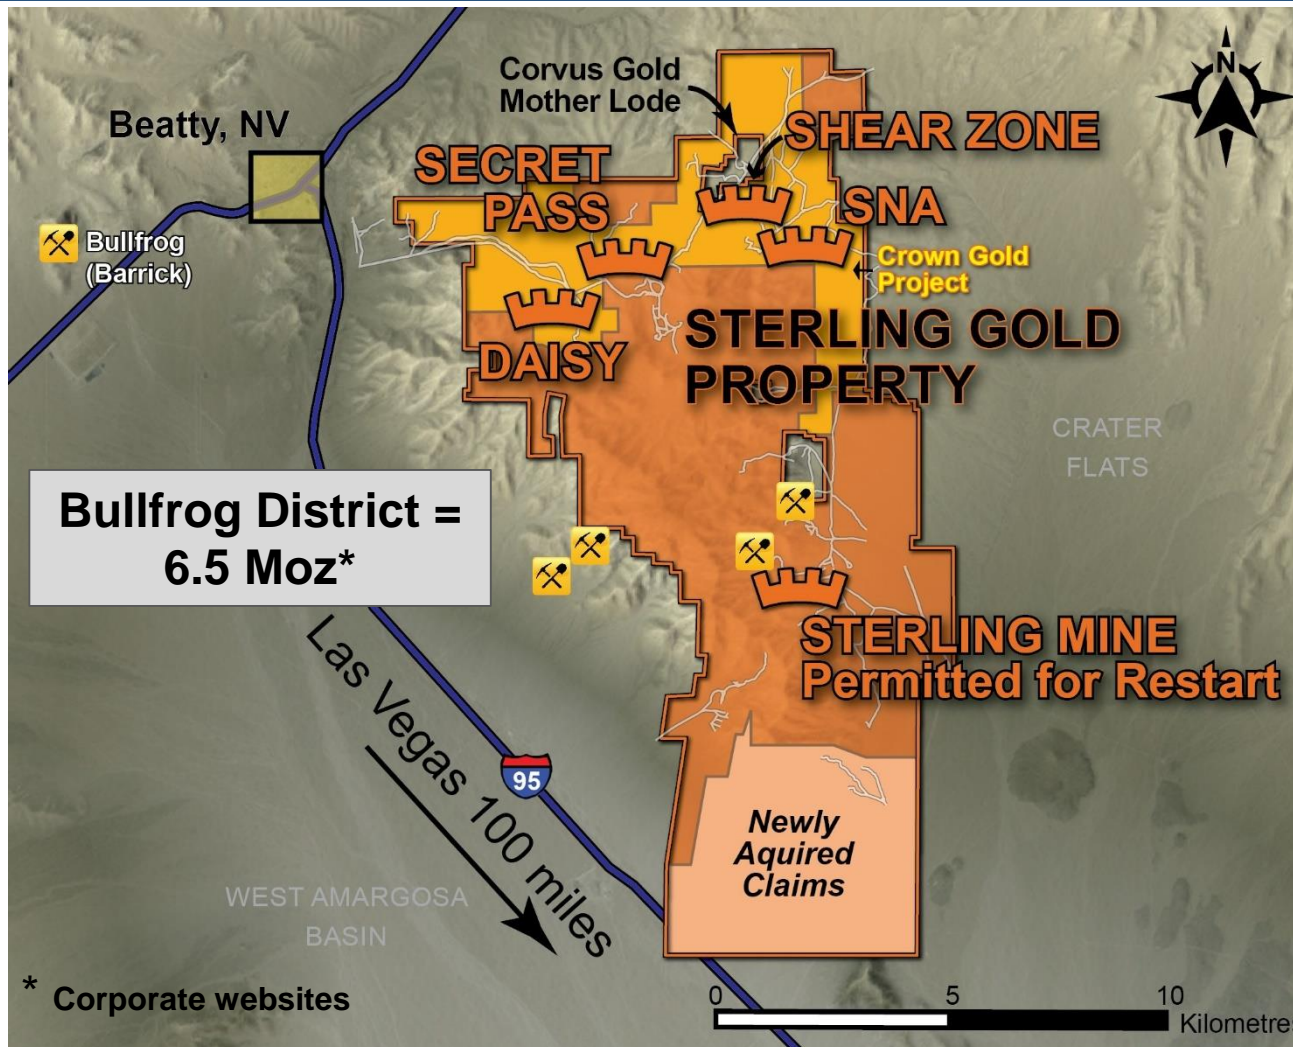 N
Corvus Gold
Mother Lode
Beatty, NV
SHEAR ZONE
SECRET
PASS
SNA
Bullfrog
(Barrick)
Crown Gold
Project
STERLING GOLD
PROPERTY
DAISY
CRATER
FLATS
Bullfrog District =
6.5 Moz*
STERLING MINE
Permitted for Restart
Las Vegas 100 miles
95
Newly
Aquired
Claims
WEST AMARGOSA
BASIN
* Corporate websites
0 5 10
Kilometres